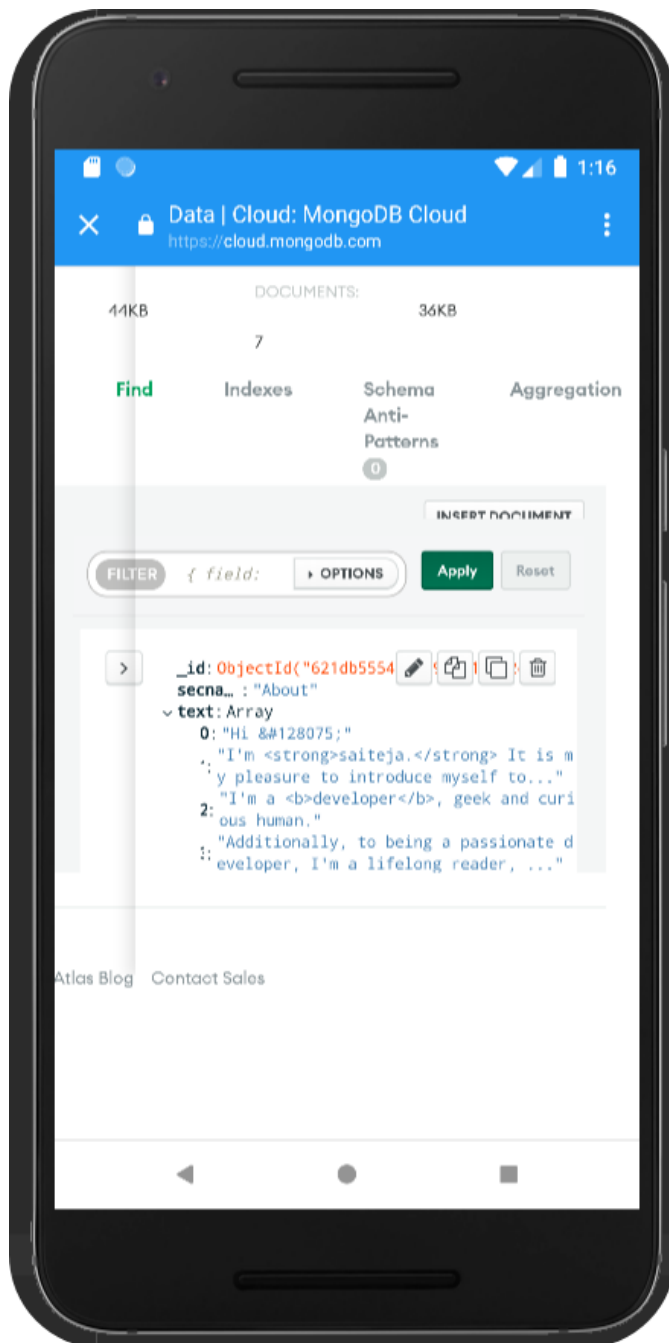 1:16
Data | Cloud: MongoDB Cloud
https://cloud.mongodb.com
DOCUMENTS:
44KB 36KB
7
Find Indexes Schema Anti-Patterns Aggregation
0
INSERT DOCUMENT
FILTER { field: OPTIONS Apply Reset
_id: ObjectId("621db5554
secna… : "About"
text: Array
0: "Hi &#128075;"
"I'm <strong>saiteja.</strong> It is m
y pleasure to introduce myself to..."
"I'm a <b>developer</b>, geek and curi
2: ous human."
"Additionally, to being a passionate d
eveloper, I'm a lifelong reader, ..."
Atlas Blog Contact Sales